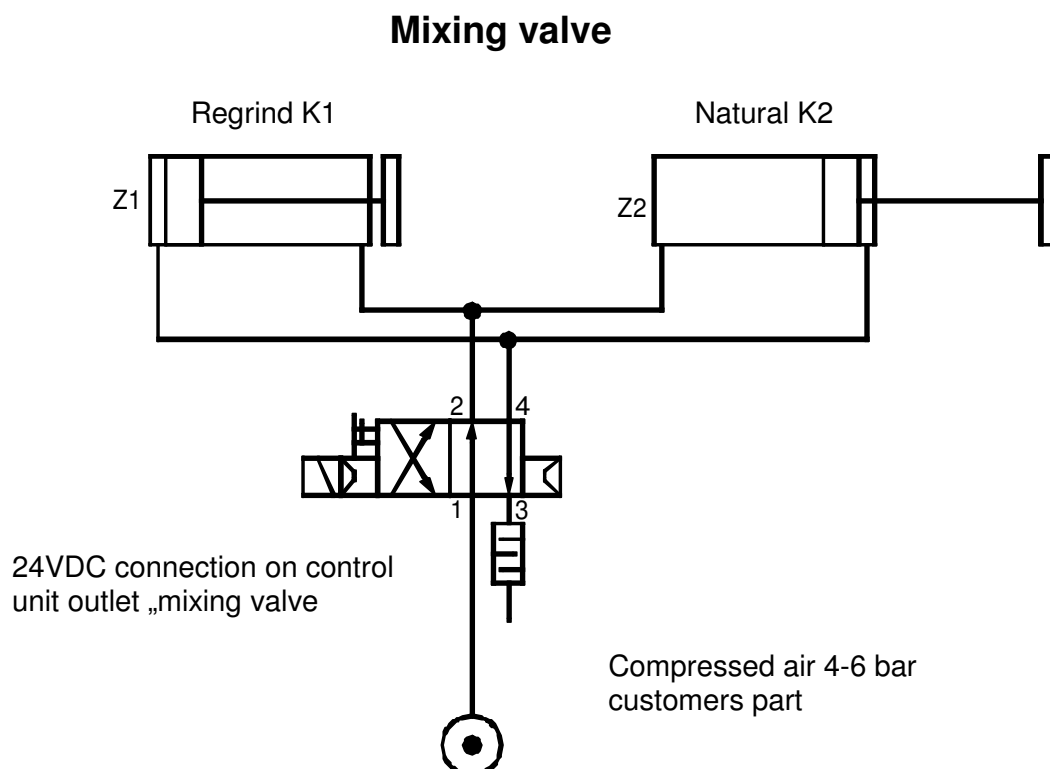 Mixing valve
Regrind K1
Natural K2
Z1
Z2
2
4
1
3
24VDC connection on control
unit outlet „mixing valve
Compressed air 4-6 bar
customers part